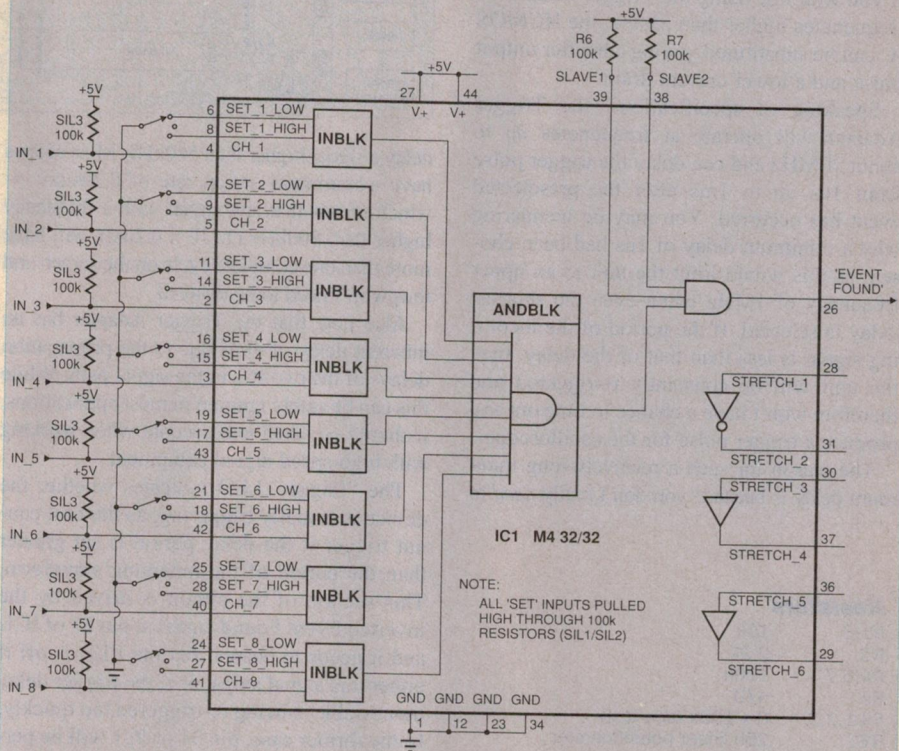 +5V
R6
100k
R7
100k
SLAVE1
SLAVE2
39
38
+5V
27
44
V+
V+
+5V
SIL3
100k
IN_1
6 SET_1_LOW
8 SET_1_HIGH
4 CH_1
INBLK
+5V
SIL3
100k
IN_2
7 SET_2_LOW
9 SET_2_HIGH
5 CH_2
INBLK
+5V
SIL3
100k
IN_3
11 SET_3_LOW
14 SET_3_HIGH
2 CH_3
INBLK
+5V
SIL3
100k
IN_4
16 SET_4_LOW
15 SET_4_HIGH
3 CH_4
INBLK
+5V
SIL3
100k
IN_5
19 SET_5_LOW
17 SET_5_HIGH
43 CH_5
INBLK
+5V
SIL3
100k
IN_6
21 SET_6_LOW
18 SET_6_HIGH
42 CH_6
INBLK
+5V
SIL3
100k
IN_7
25 SET_7_LOW
28 SET_7_HIGH
40 CH_7
INBLK
+5V
SIL3
100k
IN_8
24 SET_8_LOW
27 SET_8_HIGH
41 CH_8
INBLK
ANDBLK
'EVENT
FOUND'
26
28
STRETCH_1
31
STRETCH_2
30
STRETCH_3
37
STRETCH_4
36
STRETCH_5
29
STRETCH_6
IC1 M4 32/32
NOTE:
ALL 'SET' INPUTS PULLED
HIGH THROUGH 100k
RESISTORS (SIL1/SIL2)
GND GND GND GND
1 12 23 34